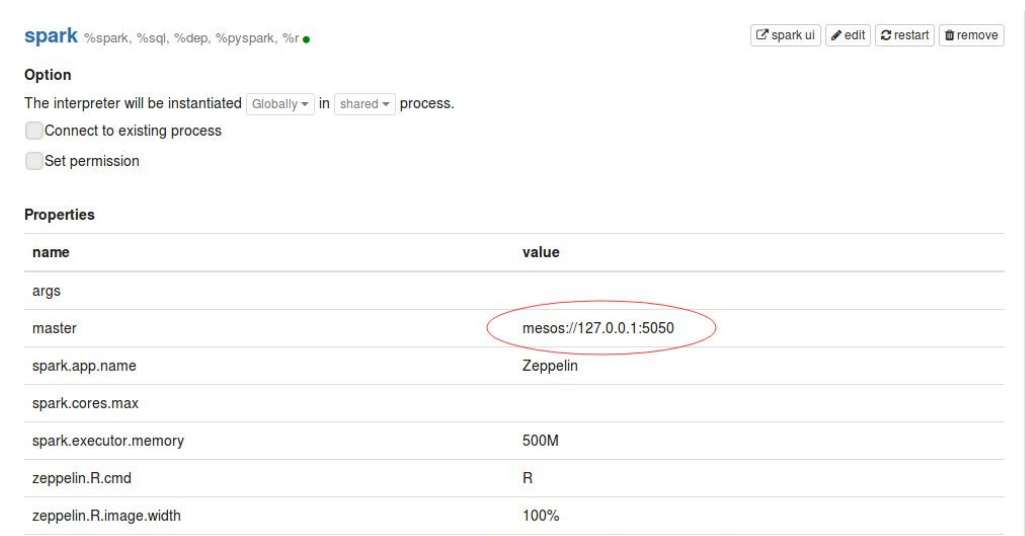 spark %spark, %sql, %dep, %pyspark, %r spark ui edit restart remove
Option
The interpreter will be instantiated Globally in shared process.
Connect to existing process
Set permission
Properties
name value
args
master mesos://127.0.0.1:5050
spark.app.name Zeppelin
spark.cores.max
spark.executor.memory 500M
zeppelin.R.cmd R
zeppelin.R.image.width 100%